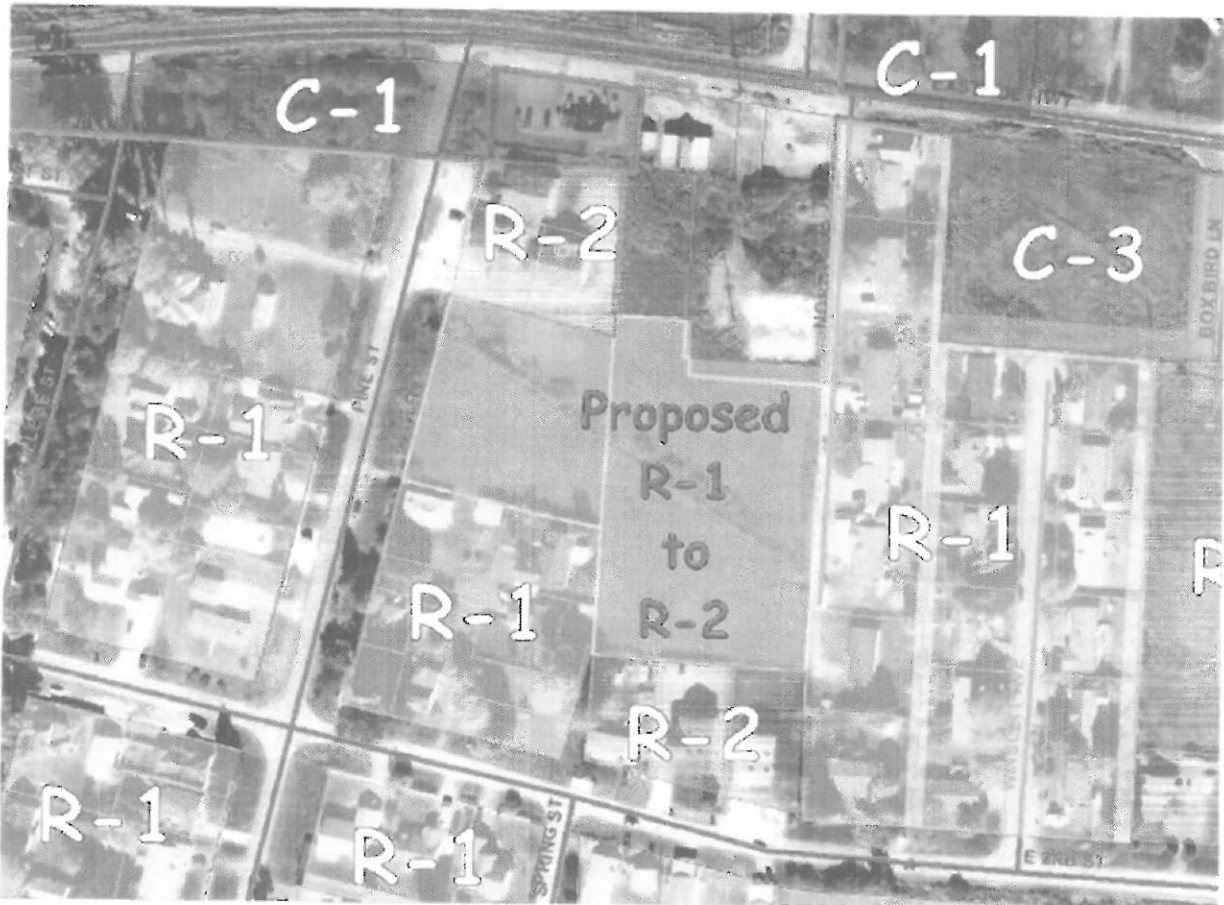 C-1
C-1
R-2
C-3
BOX BIRD LN
PINE ST
R-1
Proposed
R-1
to
R-2
R-1
R-1
R-2
R-1
R-1
SPRING ST
E 2ND ST